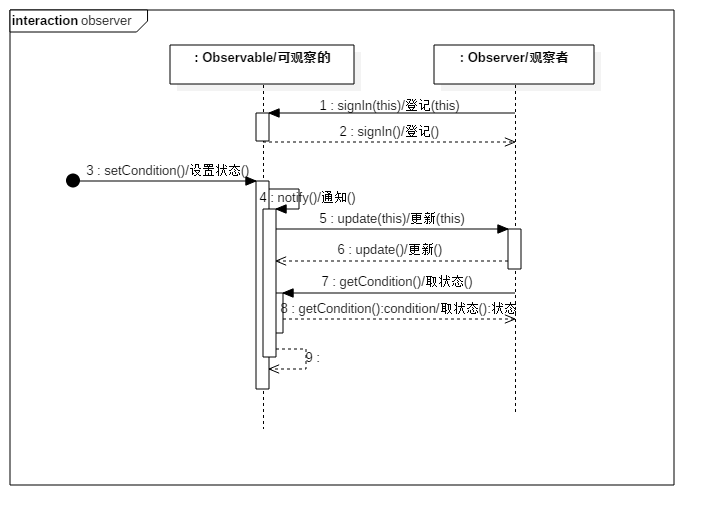 interaction observer
: Observable/可观察的
: Observer/观察者
1 : signIn(this)/登记(this)
2 : signIn()/登记()
3 : setCondition()/设置状态()
4 : notify()/通知()
5 : update(this)/更新(this)
6 : update()/更新()
7 : getCondition()/取状态()
8 : getCondition():condition/取状态():状态
9 :